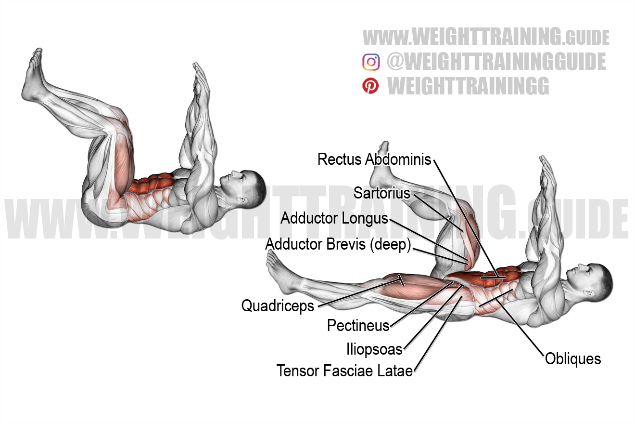 WWW.WEIGHTTRAINING.GUIDE
@WEIGHTTRAININGGUIDE
WEIGHTTRAININGG
Rectus Abdominis
Sartorius
WWW.WEIGHTTRAINING.GUIDE
Adductor Longus
Adductor Brevis (deep)
Quadriceps
Pectineus
Iliopsoas
Obliques
Tensor Fasciae Latae